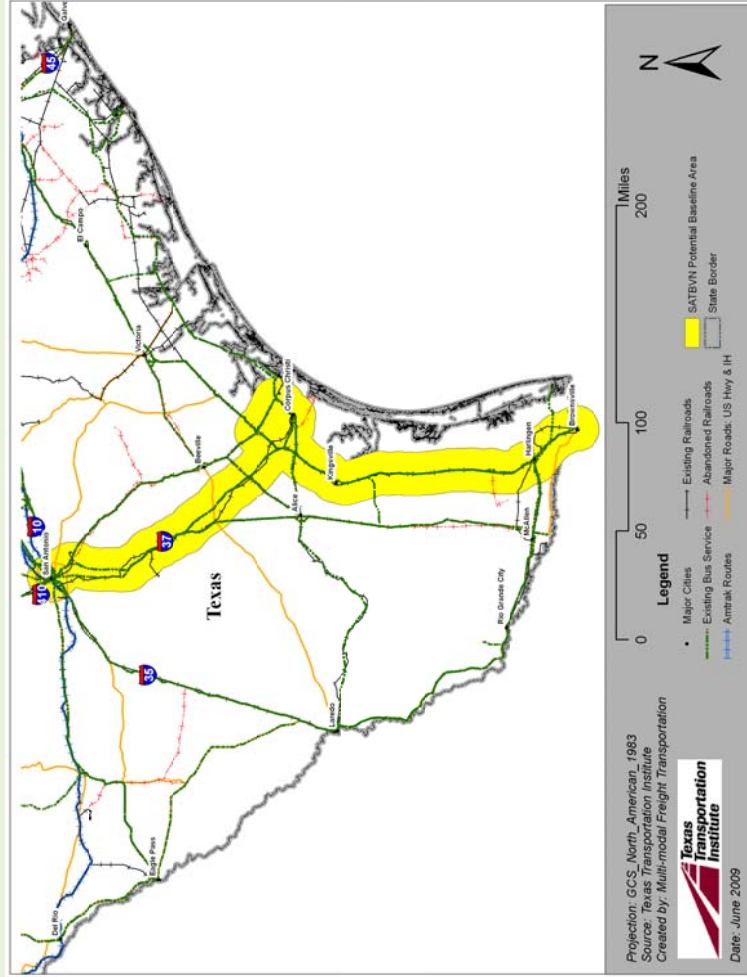 Galve
45
10
10
San Antonio
Del Rio
El Campo
Victoria
35
37
Eagle Pass
Beeville
Texas
Corpus Christi
Alice
Laredo
Kingsville
Rio Grande City
McAllen
Harlingen
Brownsville
Projection: GCS_North_American_1983
Source: Texas Transportation Institute
Created by: Multi-modal Freight Transportation
Texas
Transportation
Institute
Date: June 2009
0 50 100 200
Miles
Legend
Major Cities
Existing Bus Service
Amtrak Routes
Existing Railroads
Abandoned Railroads
Major Roads: US Hwy & IH
SATBVN Potential Baseline Area
State Border
N